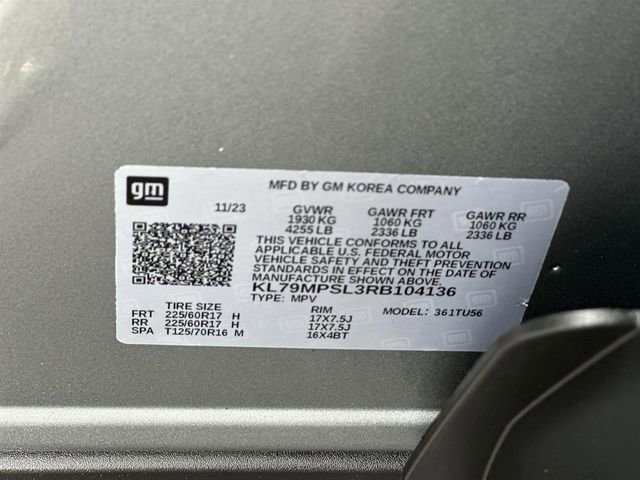 gm
MFD BY GM KOREA COMPANY
11/23 GVWR GAWR FRT GAWR RR
1930 KG 1060 KG 1060 KG
4255 LB 2336 LB 2336 LB
THIS VEHICLE CONFORMS TO ALL
APPLICABLE U.S. FEDERAL MOTOR
VEHICLE SAFETY AND THEFT PREVENTION
STANDARDS IN EFFECT ON THE DATE OF
MANUFACTURE SHOWN ABOVE.
KL79MPSL3RB104136
TYPE: MPV MODEL: 361TU56
TIRE SIZE RIM
FRT 225/60R17 H 17X7.5J
RR 225/60R17 H 17X7.5J
SPA T125/70R16 M 16X4BT